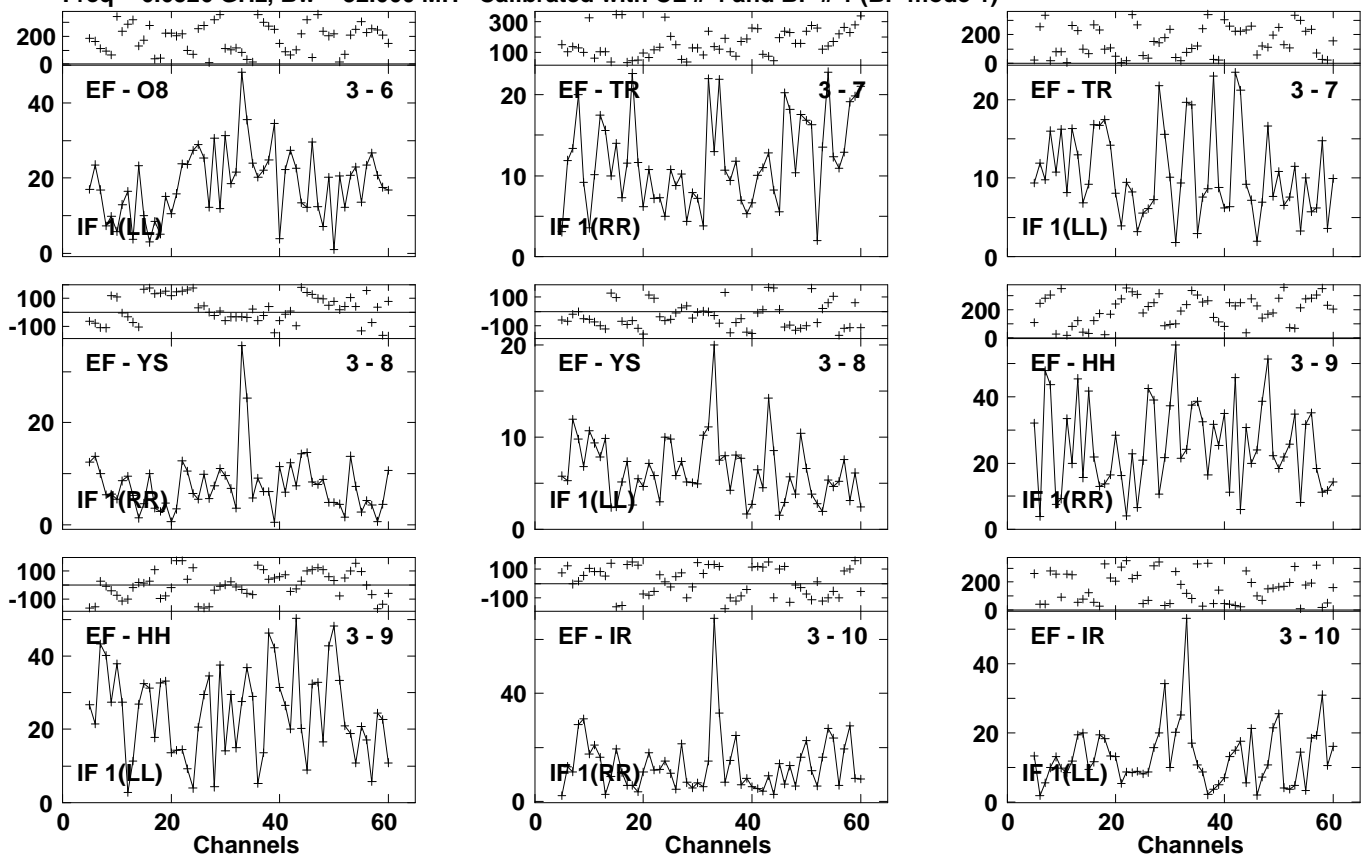 Calibrated with CL # 4 and BP # 1 (BP mode 1)
200 0
300 100
200 0
EF - O8 3 - 6
EF - TR 3 - 7
EF - TR 3 - 7
40 20 0
20 10 0
20 10 0
IF 1(LL)
IF 1(RR)
IF 1(LL)
100 -100
100 -100
200 0
EF - YS 3 - 8
EF - YS 3 - 8
EF - HH 3 - 9
20 0
20 10 0
40 20 0
IF 1(RR)
IF 1(LL)
IF 1(RR)
100 -100
100 -100
200 0
EF - HH 3 - 9
EF - IR 3 - 10
EF - IR 3 - 10
40 20 0
40 0
40 20 0
IF 1(LL)
IF 1(RR)
IF 1(LL)
0 20 40 60
0 20 40 60
0 20 40 60
Channels
Channels
Channels